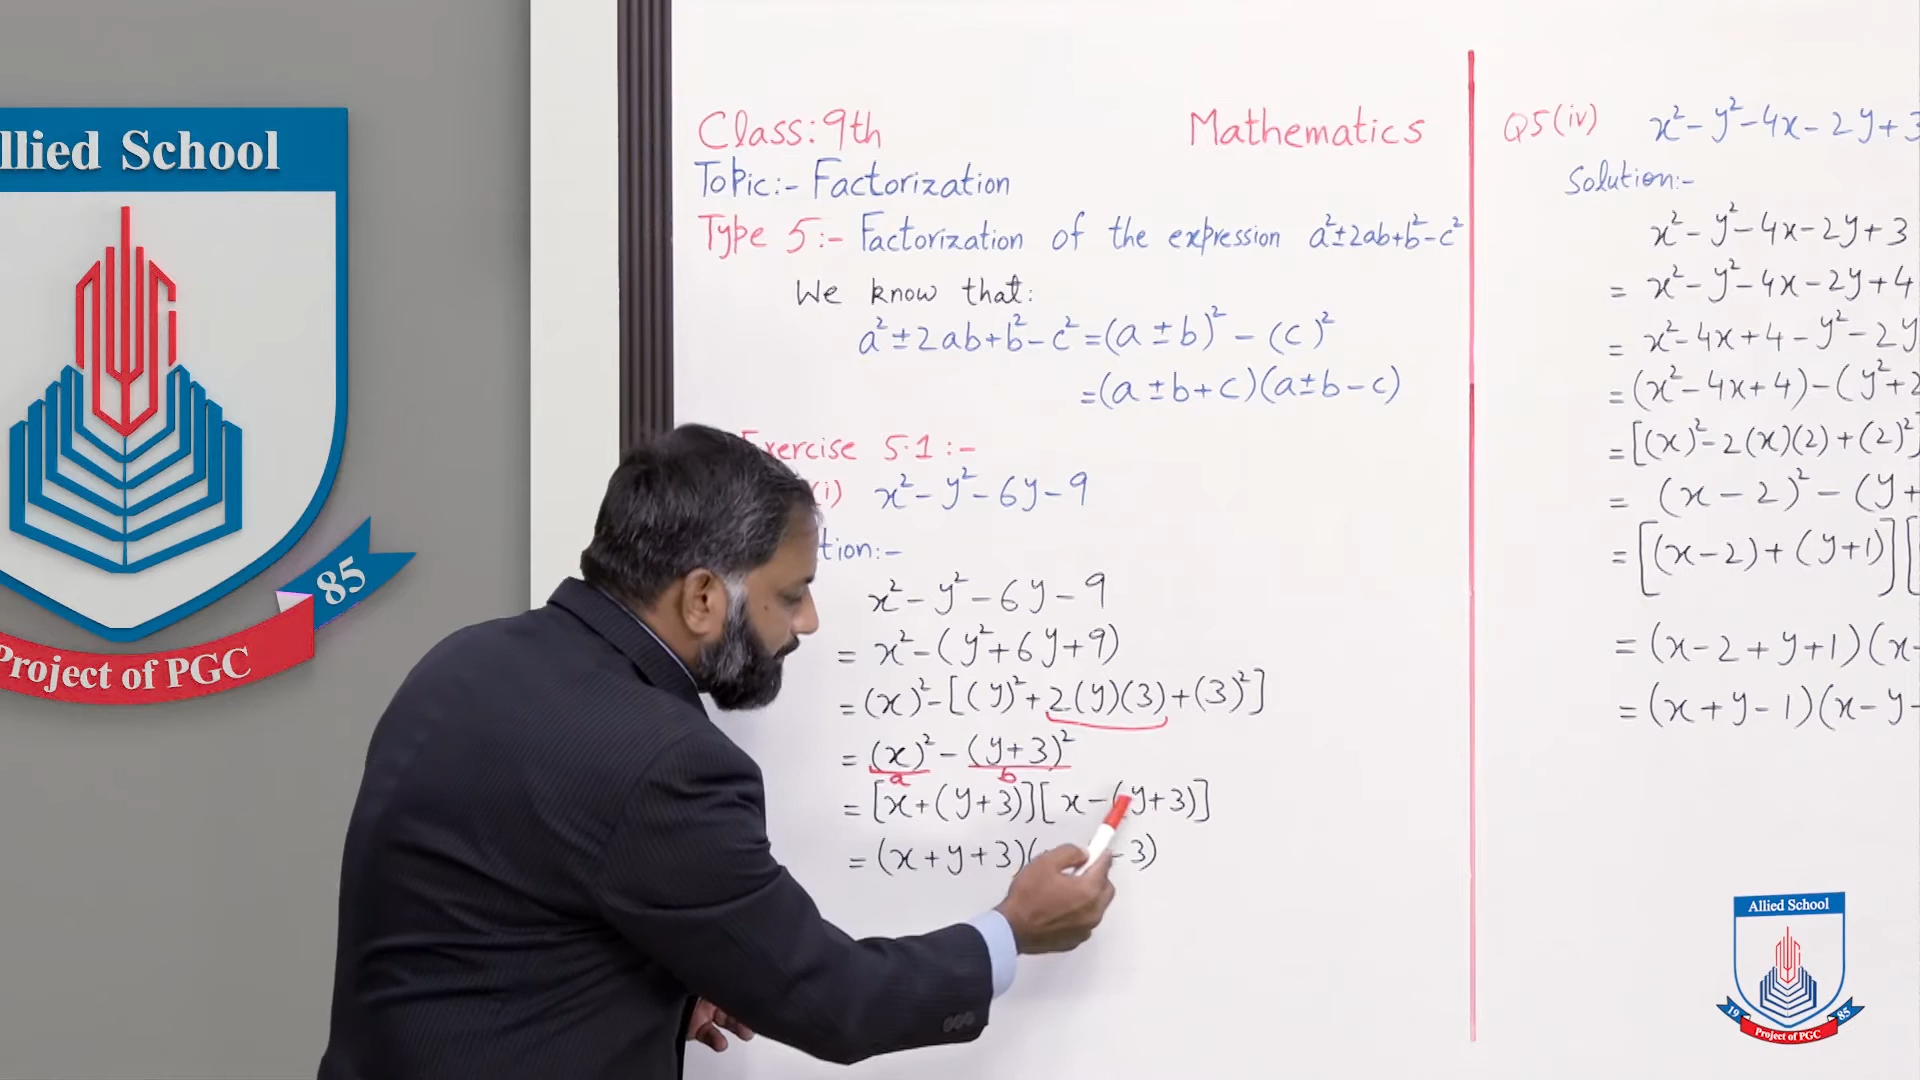 llied School
85
Project of PGC
Class: 9th Mathematics
Topic:- Factorization
Type 5:- Factorization of the expression a²±2ab+b²-c²
We know that:
a²±2ab+b²-c²=(a±b)²-(c)²
=(a±b+c)(a±b-c)
Exercise 5.1:-
(i) x²-y²-6y-9
tion:-
x²-y²-6y-9
= x²-(y²+6y+9)
=(x)²-[(y)²+2(y)(3)+(3)²]
=(x)²-(y+3)²
a b
=[x+(y+3)][x-(y+3)]
=(x+y+3)( -3)
Q5(iv) x²-y²-4x-2y+3
Solution:-
x²-y²-4x-2y+3
= x²-y²-4x-2y+4
= x²-4x+4-y²-2y
=(x²-4x+4)-(y²+2
=[(x)²-2(x)(2)+(2)²]
= (x-2)²-(y+
=[(x-2)+(y+1)][
=(x-2+y+1)(x-
=(x+y-1)(x-y-
Allied School
19 85
Project of PGC